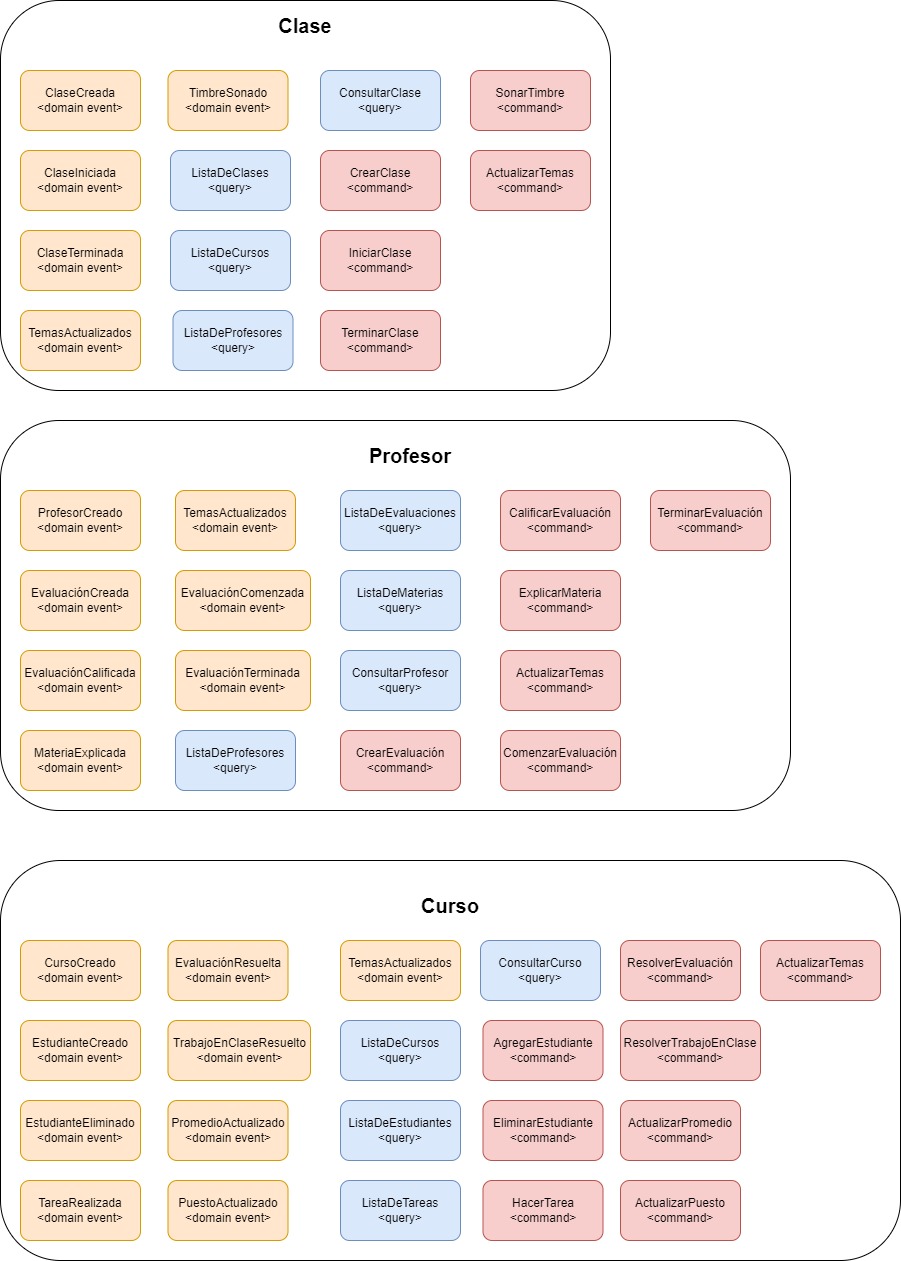 Clase
ClaseCreada
<domain event>
TimbreSonado
<domain event>
ConsultarClase
<query>
SonarTimbre
<command>
ClaseIniciada
<domain event>
ListaDeClases
<query>
CrearClase
<command>
ActualizarTemas
<command>
ClaseTerminada
<domain event>
ListaDeCursos
<query>
IniciarClase
<command>
TemasActualizados
<domain event>
ListaDeProfesores
<query>
TerminarClase
<command>
Profesor
ProfesorCreado
<domain event>
TemasActualizados
<domain event>
ListaDeEvaluaciones
<query>
CalificarEvaluación
<command>
TerminarEvaluación
<command>
EvaluaciónCreada
<domain event>
EvaluaciónComenzada
<domain event>
ListaDeMaterias
<query>
ExplicarMateria
<command>
EvaluaciónCalificada
<domain event>
EvaluaciónTerminada
<domain event>
ConsultarProfesor
<query>
ActualizarTemas
<command>
MateriaExplicada
<domain event>
ListaDeProfesores
<query>
CrearEvaluación
<command>
ComenzarEvaluación
<command>
Curso
CursoCreado
<domain event>
EvaluaciónResuelta
<domain event>
TemasActualizados
<domain event>
ConsultarCurso
<query>
ResolverEvaluación
<command>
ActualizarTemas
<command>
EstudianteCreado
<domain event>
TrabajoEnClaseResuelto
<domain event>
ListaDeCursos
<query>
AgregarEstudiante
<command>
ResolverTrabajoEnClase
<command>
EstudianteEliminado
<domain event>
PromedioActualizado
<domain event>
ListaDeEstudiantes
<query>
EliminarEstudiante
<command>
ActualizarPromedio
<command>
TareaRealizada
<domain event>
PuestoActualizado
<domain event>
ListaDeTareas
<query>
HacerTarea
<command>
ActualizarPuesto
<command>